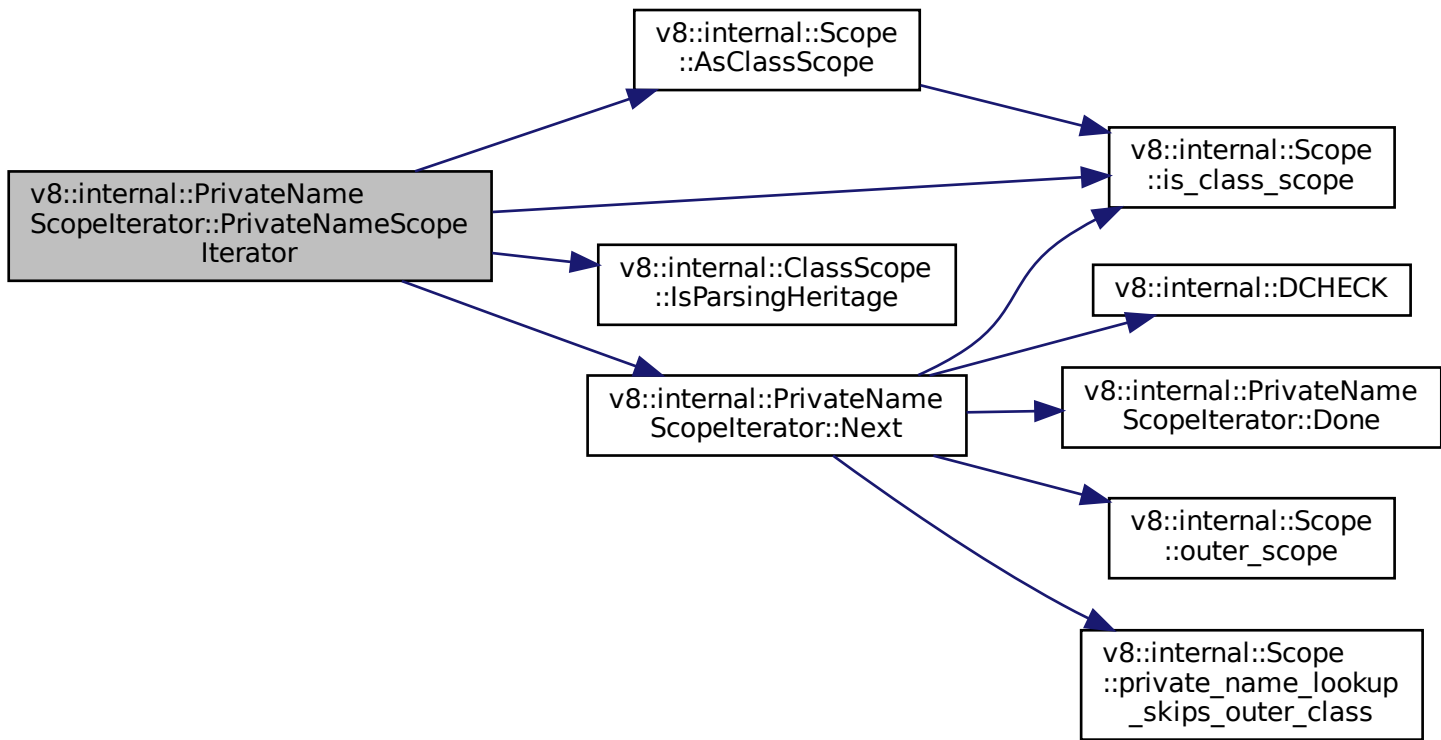 v8::internal::Scope
::AsClassScope
v8::internal::Scope
::is_class_scope
v8::internal::PrivateName
ScopeIterator::PrivateNameScope
Iterator
v8::internal::ClassScope
::IsParsingHeritage
v8::internal::DCHECK
v8::internal::PrivateName
ScopeIterator::Next
v8::internal::PrivateName
ScopeIterator::Done
v8::internal::Scope
::outer_scope
v8::internal::Scope
::private_name_lookup
_skips_outer_class